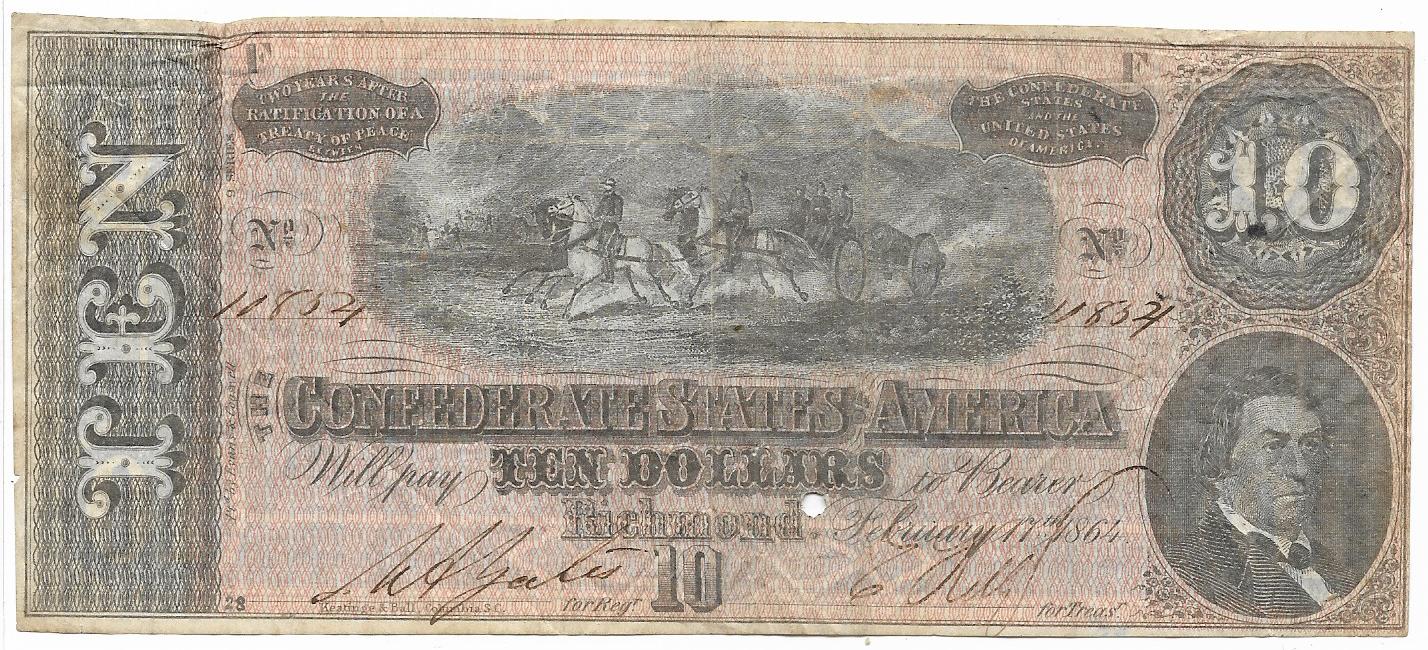 F F
TWO YEARS AFTER
THE
RATIFICATION OF A
TREATY OF PEACE
BETWEEN
THE CONFEDERATE
STATES
AND THE
UNITED STATES
OF AMERICA.
10
TEN
Nº Nº
11834 11834
THE
CONFEDERATE STATES OF AMERICA
Will pay TEN DOLLARS to Bearer
Richmond. February 17th 1864
10
28
Keatinge & Ball, Columbia, S.C.
for Regr
for Treasr